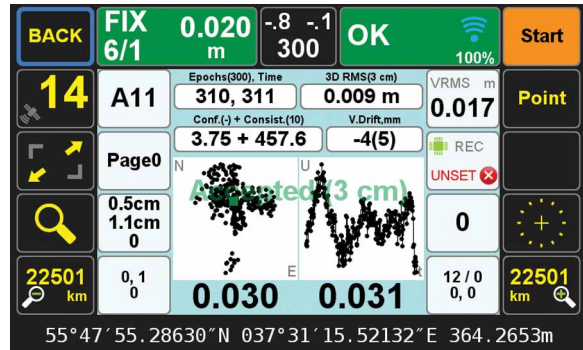 BACK
FIX 0.020 -.8 -.1 OK Start
6/1 m 300 100%
14 A11 Epochs(300), Time 3D RMS(3 cm) VRMS m Point
310, 311 0.009 m 0.017
Conf.(-) + Consist.(10) V.Drift,mm
Page0 3.75 + 457.6 -4(5) REC
UNSET
N U
Accepted (3 cm)
0.5cm
1.1cm
0
0
E t
22501 km 0, 1 0.030 0.031 12 / 0 22501 km
0 0, 0
55°47′55.28630″N 037°31′15.52132″E 364.2653m